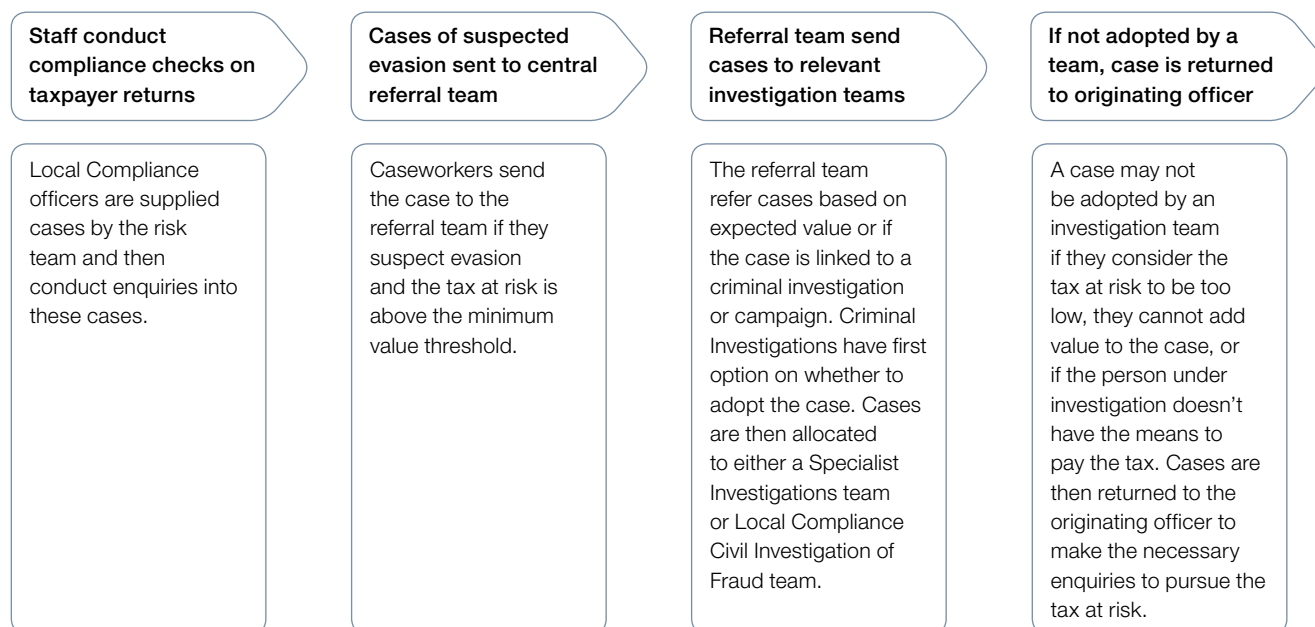 Staff conduct
compliance checks on
taxpayer returns
Local Compliance
officers are supplied
cases by the risk
team and then
conduct enquiries into
these cases.
Cases of suspected
evasion sent to central
referral team
Caseworkers send
the case to the
referral team if they
suspect evasion
and the tax at risk is
above the minimum
value threshold.
Referral team send
cases to relevant
investigation teams
The referral team
refer cases based on
expected value or if
the case is linked to a
criminal investigation
or campaign. Criminal
Investigations have first
option on whether to
adopt the case. Cases
are then allocated
to either a Specialist
Investigations team
or Local Compliance
Civil Investigation of
Fraud team.
If not adopted by a
team, case is returned
to originating officer
A case may not
be adopted by an
investigation team
if they consider the
tax at risk to be too
low, they cannot add
value to the case, or
if the person under
investigation doesn’t
have the means to
pay the tax. Cases are
then returned to the
originating officer to
make the necessary
enquiries to pursue the
tax at risk.